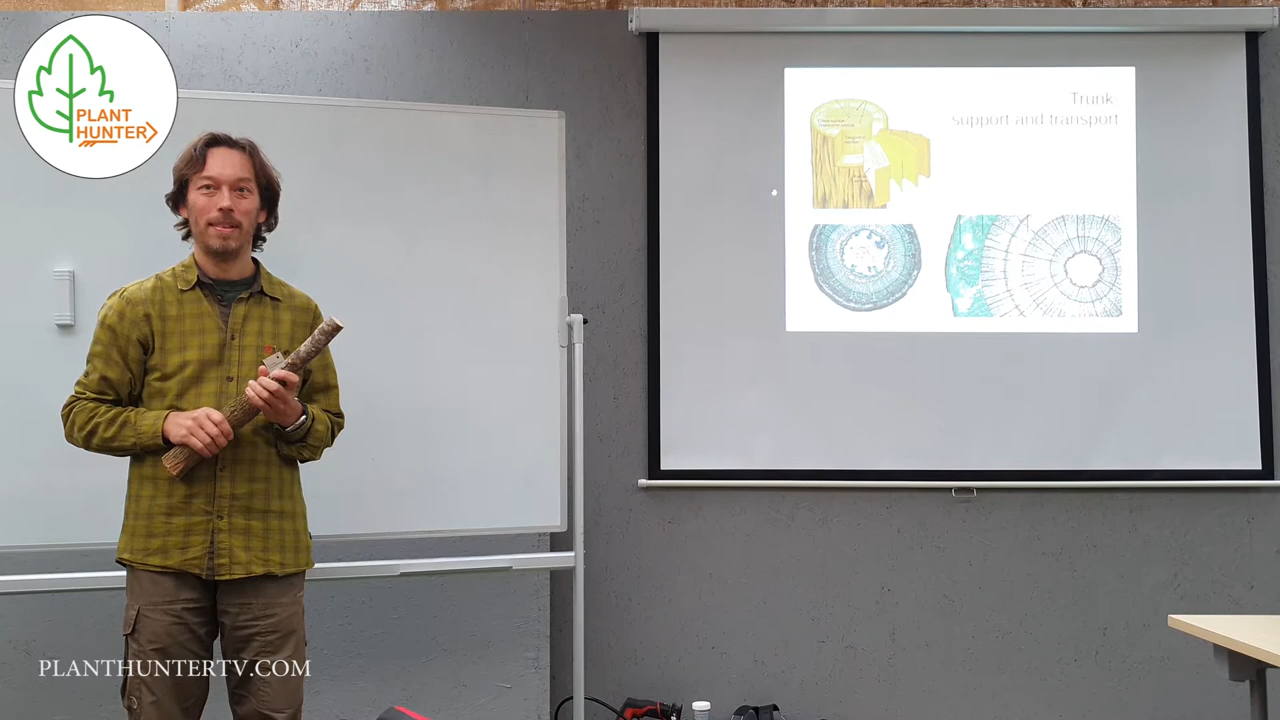 PLANT
HUNTER
Trunk:
support and transport
PLANTHUNTERTV.COM